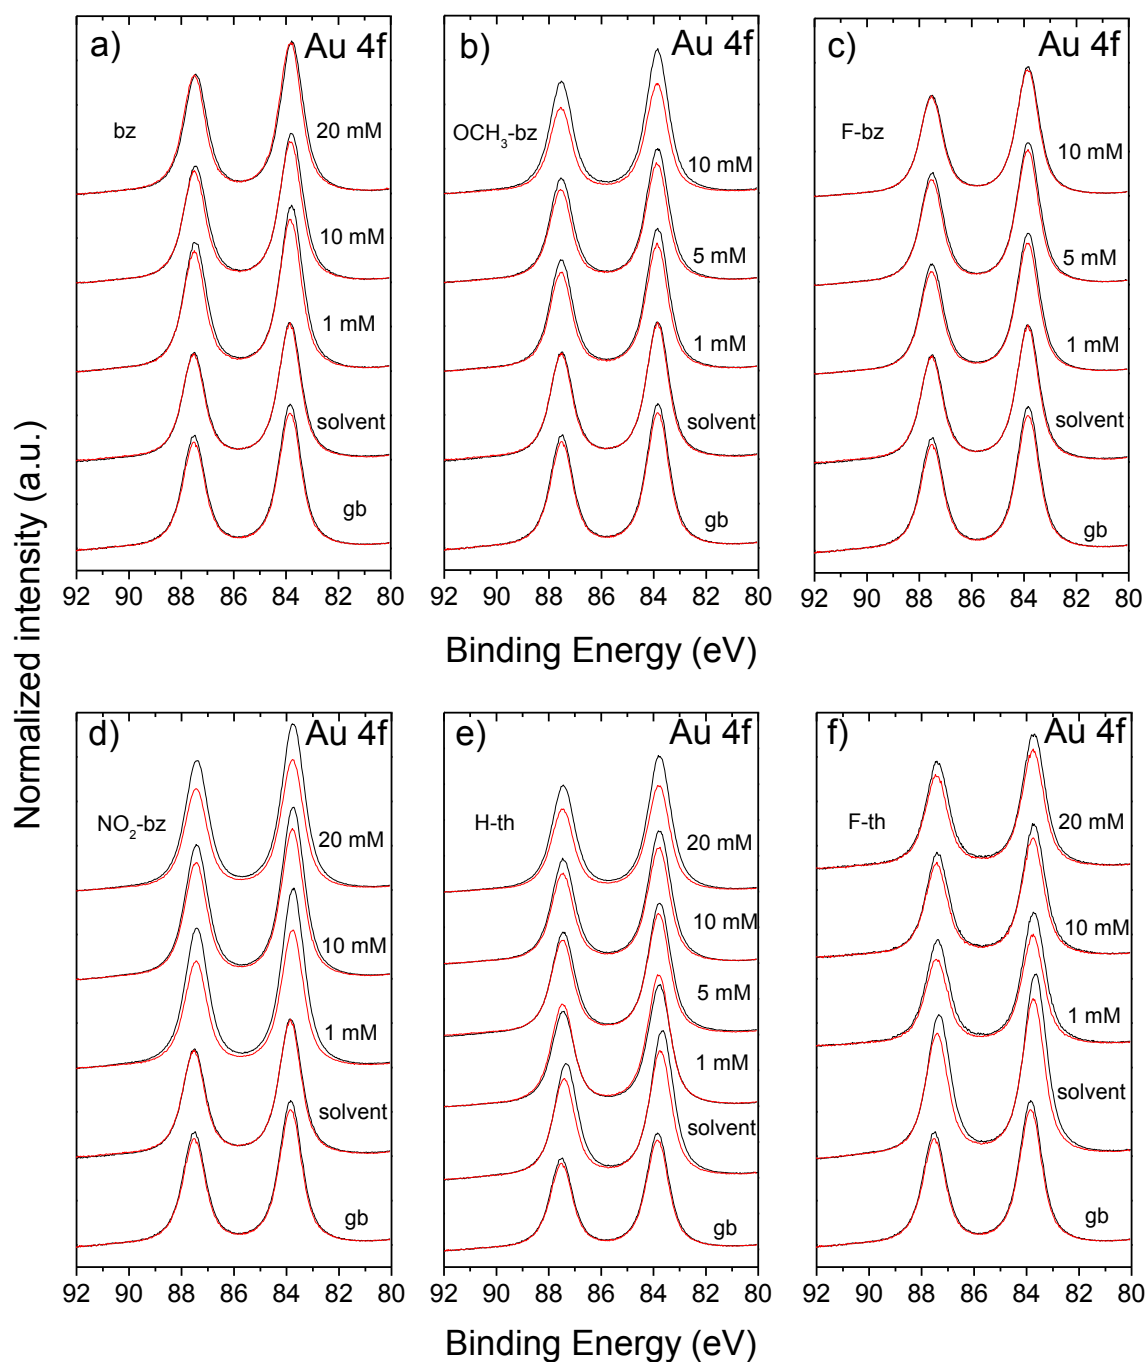 Normalized intensity (a.u.)
a) Au 4f
bz
20 mM
10 mM
1 mM
solvent
gb
92 90 88 86 84 82 80
b) Au 4f
OCH3-bz
10 mM
5 mM
1 mM
solvent
gb
92 90 88 86 84 82 80
c) Au 4f
F-bz
10 mM
5 mM
1 mM
solvent
gb
92 90 88 86 84 82 80
Binding Energy (eV)
d) Au 4f
NO2-bz
20 mM
10 mM
1 mM
solvent
gb
92 90 88 86 84 82 80
e) Au 4f
H-th
20 mM
10 mM
5 mM
1 mM
solvent
gb
92 90 88 86 84 82 80
f) Au 4f
F-th
20 mM
10 mM
1 mM
solvent
gb
92 90 88 86 84 82 80
Binding Energy (eV)